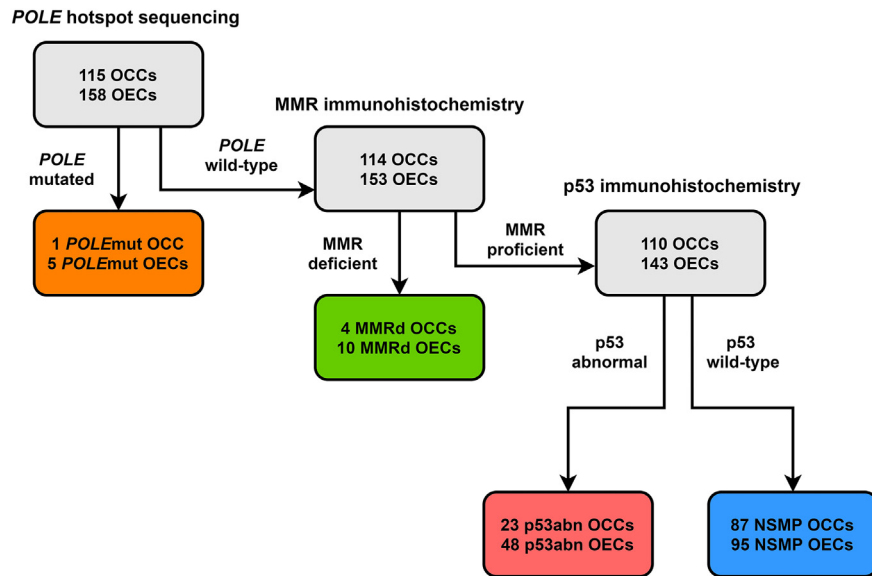 POLE hotspot sequencing
115 OCCs
158 OECs
POLE
mutated
POLE
wild-type
1 POLEmut OCC
5 POLEmut OECs
MMR immunohistochemistry
114 OCCs
153 OECs
MMR
deficient
MMR
proficient
4 MMRd OCCs
10 MMRd OECs
p53 immunohistochemistry
110 OCCs
143 OECs
p53
abnormal
p53
wild-type
23 p53abn OCCs
48 p53abn OECs
87 NSMP OCCs
95 NSMP OECs